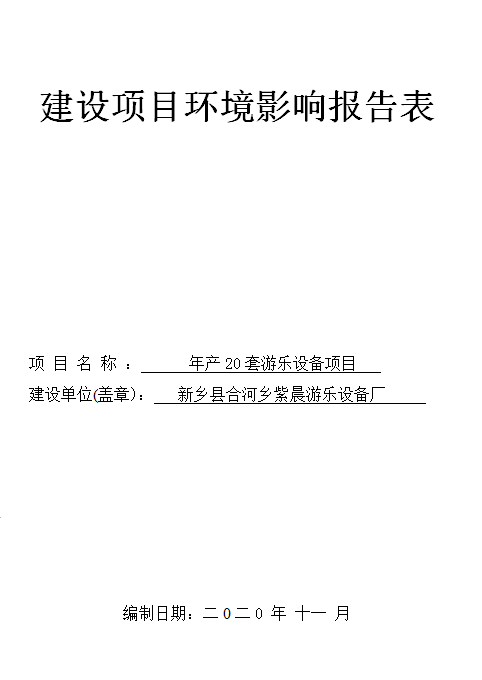 建设项目环境影响报告表
项目名称：年产20套游乐设备项目
建设单位(盖章)：新乡县合河乡紫晨游乐设备厂
编制日期：二0二0年十一月